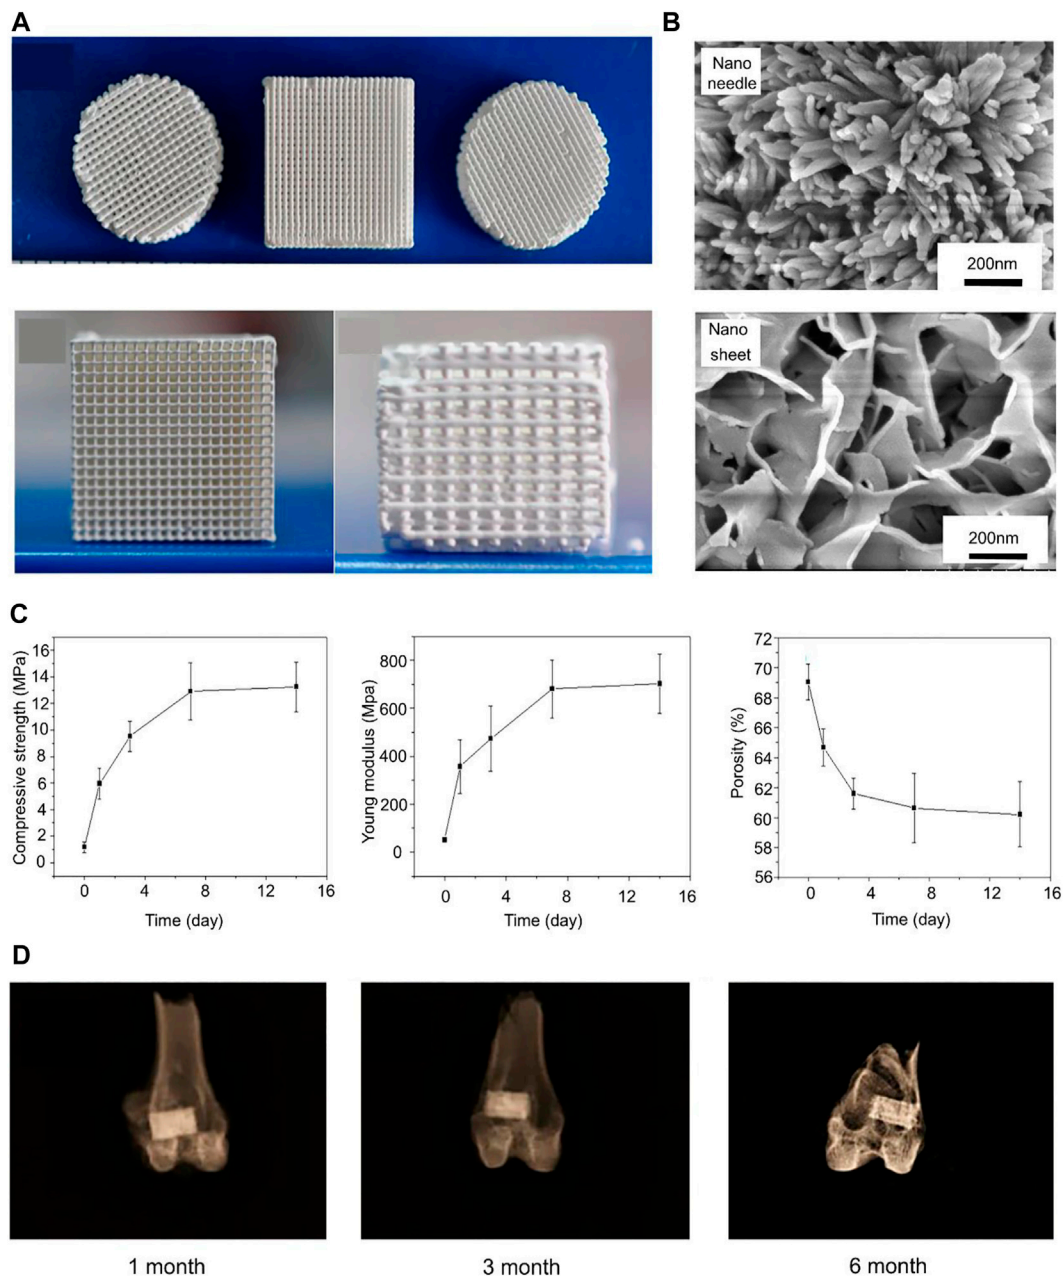 A
B
Nano
needle
200nm
Nano
sheet
200nm
C
16
14
12
10
8
6
4
2
0
Compressive strength (MPa)
0 4 8 12 16
Time (day)
800
600
400
200
0
Young modulus (Mpa)
0 4 8 12 16
Time (day)
72
70
68
66
64
62
60
58
56
Porosity (%)
0 4 8 12 16
Time (day)
D
1 month
3 month
6 month